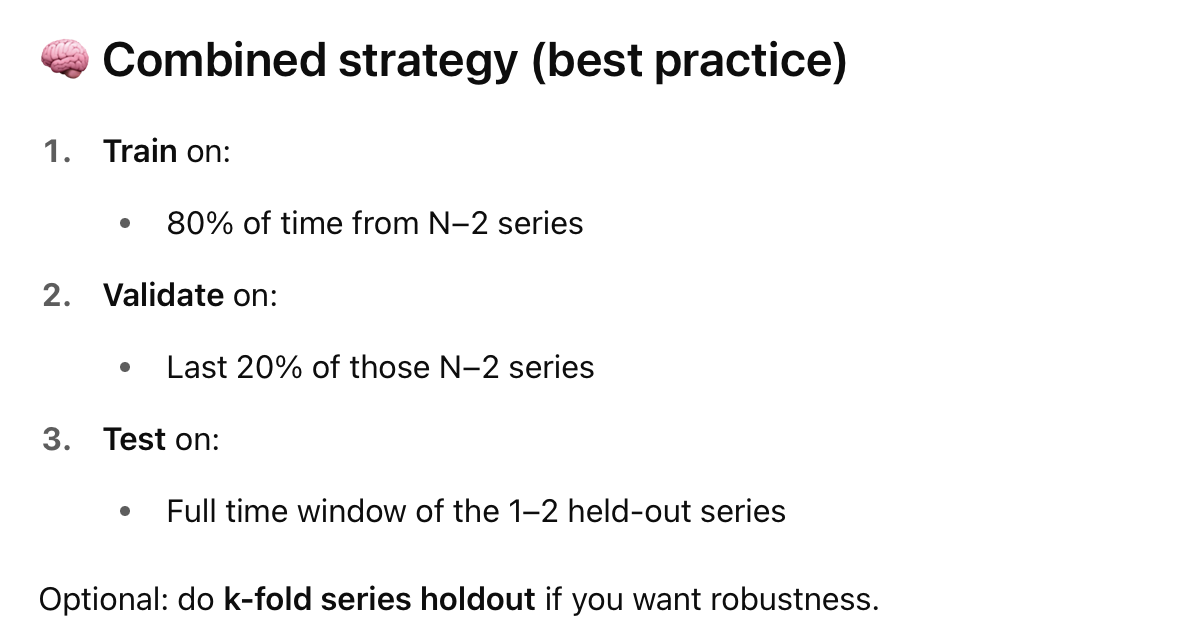 🧠 Combined strategy (best practice)
1. Train on:
• 80% of time from N–2 series
2. Validate on:
• Last 20% of those N–2 series
3. Test on:
• Full time window of the 1–2 held-out series
Optional: do k-fold series holdout if you want robustness.